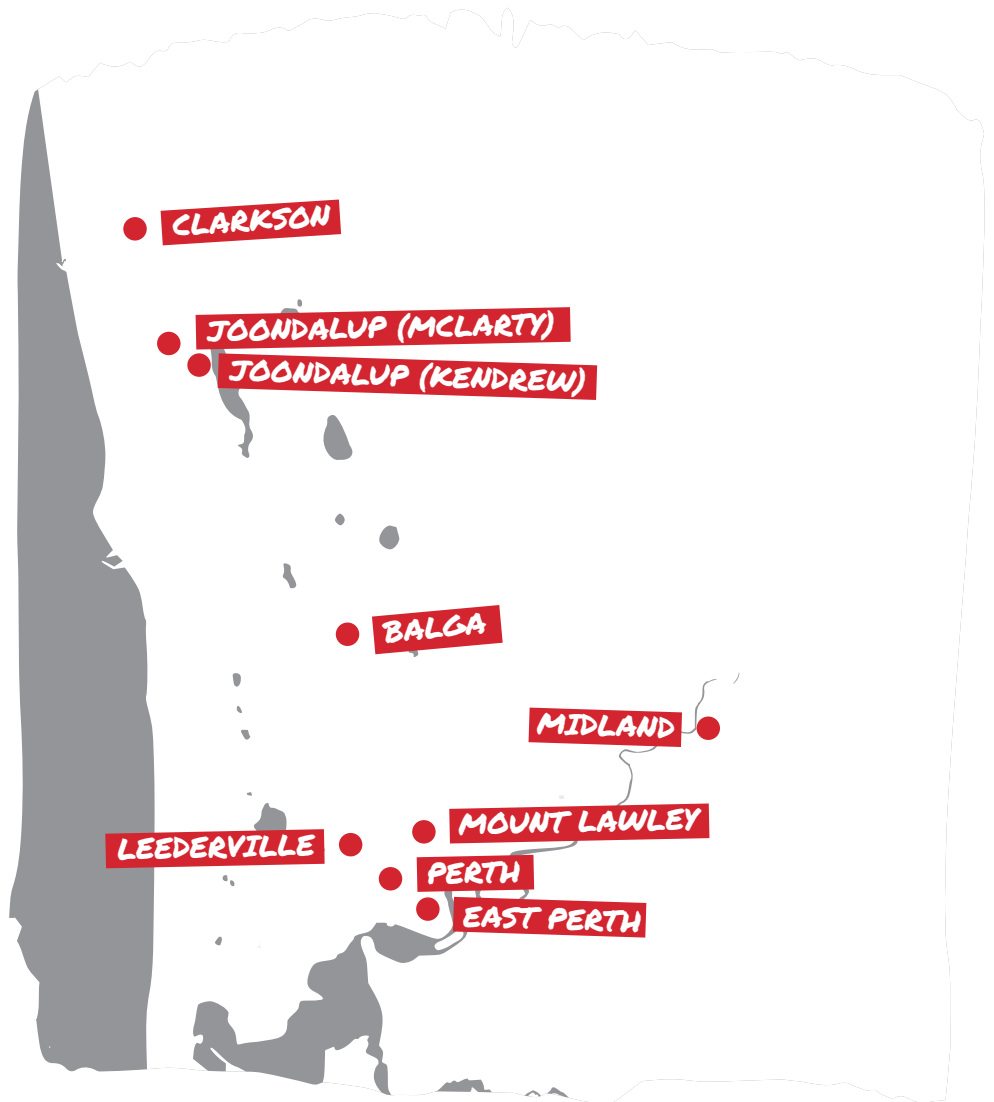 CLARKSON
JOONDALUP (MCLARTY)
JOONDALUP (KENDREW)
BALGA
MIDLAND
MOUNT LAWLEY
LEEDERVILLE
PERTH
EAST PERTH